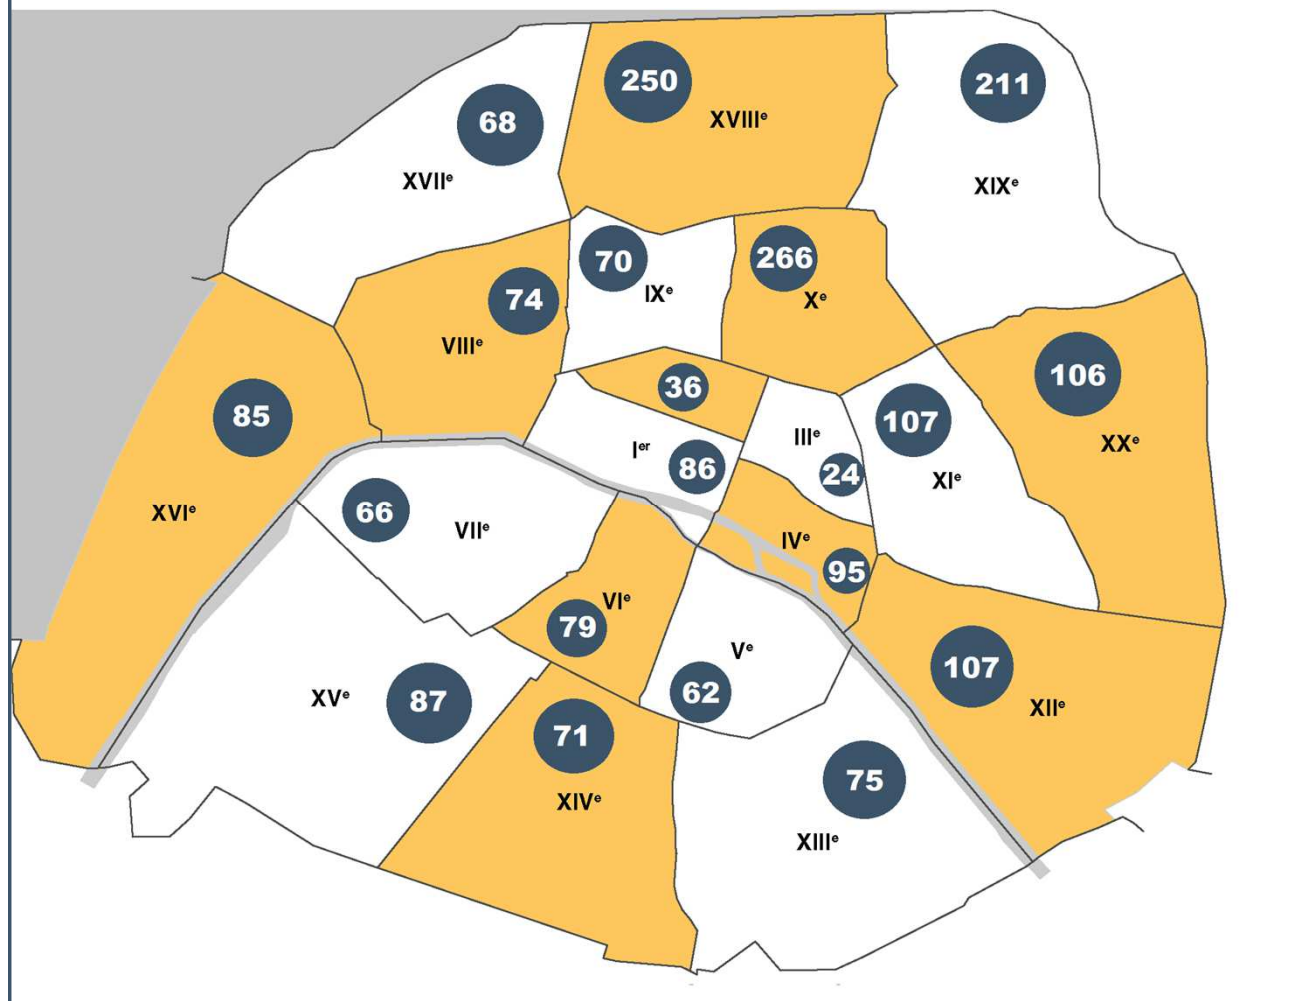 250
XVIIIᵉ
211
XIXᵉ
68
XVIIᵉ
70
IXᵉ
266
Xᵉ
74
VIIIᵉ
85
XVIᵉ
36
106
XXᵉ
107
XIᵉ
Iᵉʳ
86
IIIᵉ
24
66
VIIᵉ
IVᵉ
95
VIᵉ
79
Vᵉ
62
107
XIIᵉ
XVᵉ
87
71
XIVᵉ
75
XIIIᵉ